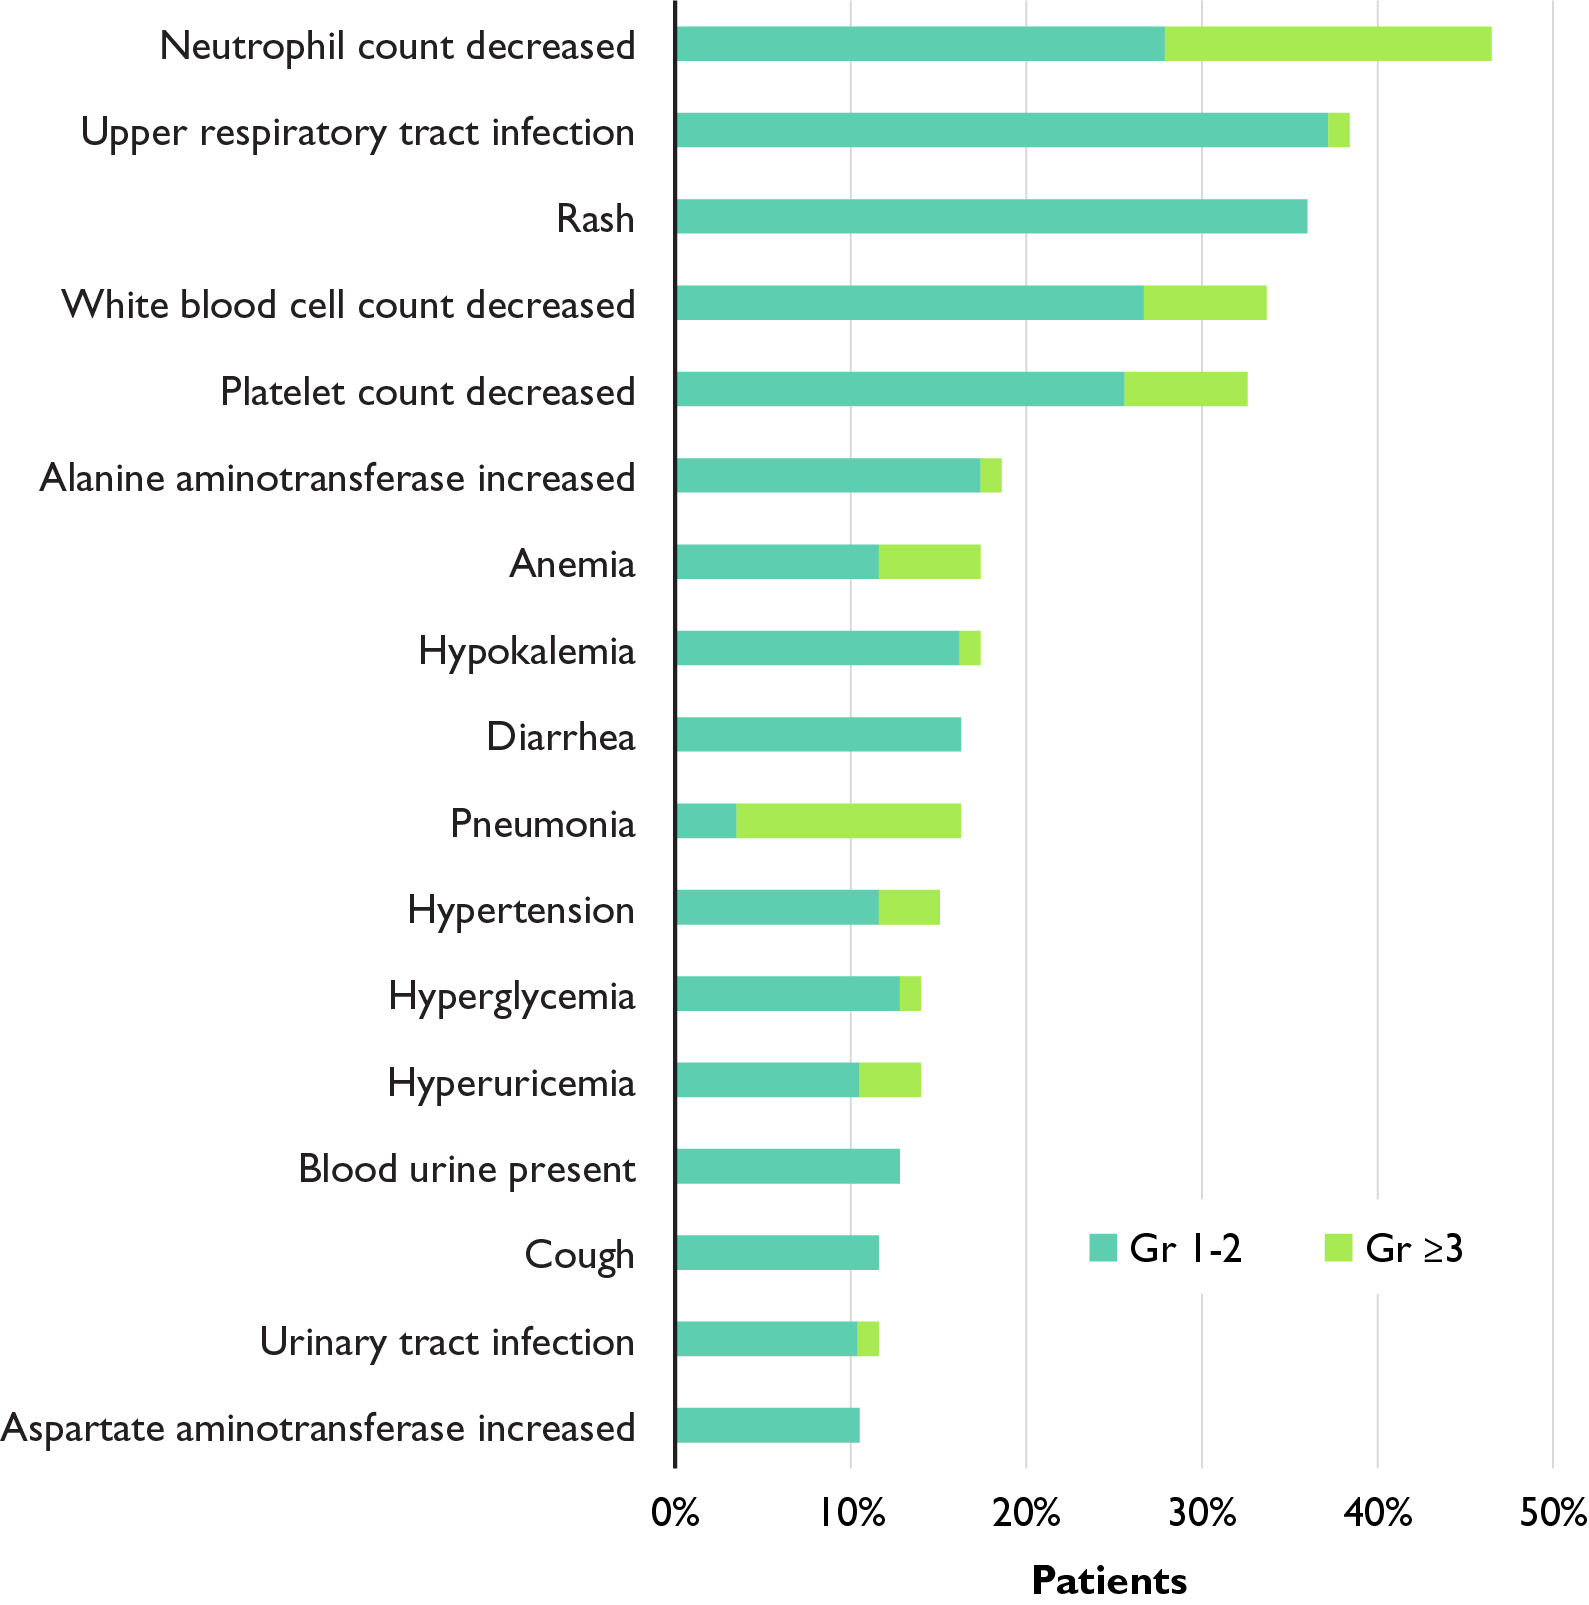 Neutrophil count decreased
Upper respiratory tract infection
Rash
White blood cell count decreased
Platelet count decreased
Alanine aminotransferase increased
Anemia
Hypokalemia
Diarrhea
Pneumonia
Hypertension
Hyperglycemia
Hyperuricemia
Blood urine present
Cough
Gr 1-2 Gr ≥3
Urinary tract infection
Aspartate aminotransferase increased
0% 10% 20% 30% 40% 50%
Patients